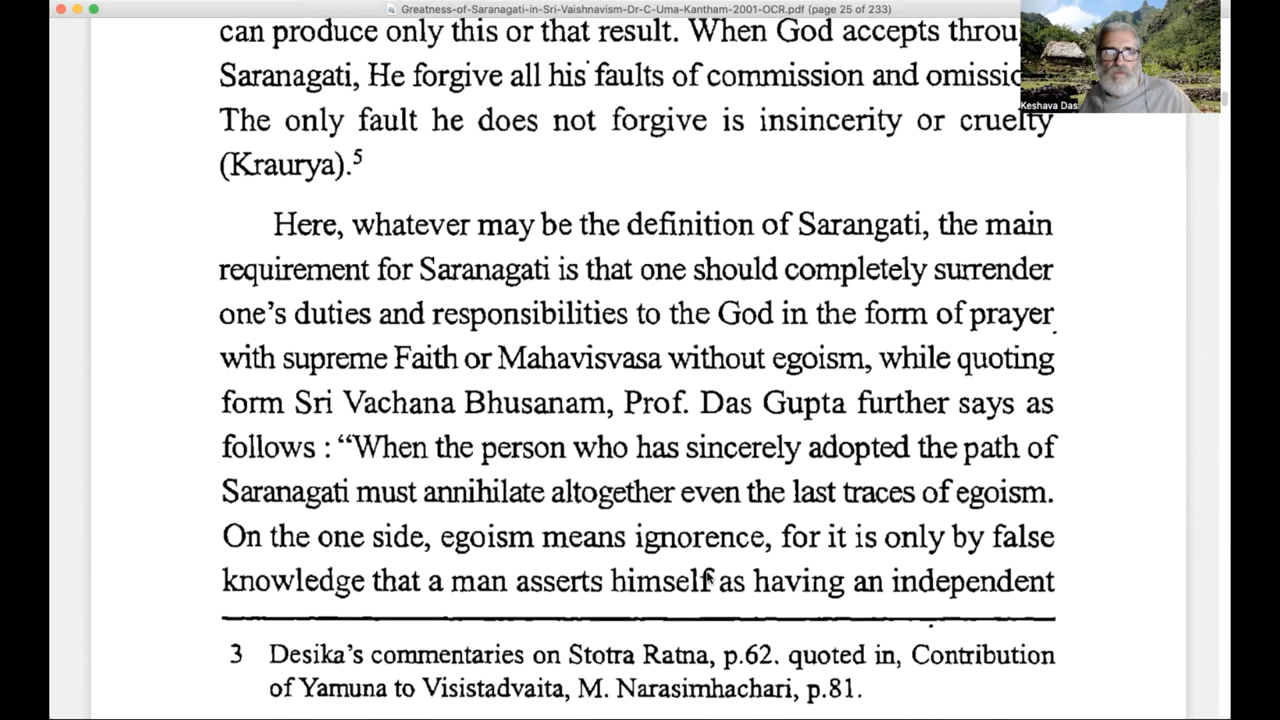 Greatness-of-Saranagati-in-Sri-Vaishnavism-Dr-C-Uma-Kantham-2001-OCR.pdf (page 25 of 233)
can produce only this or that result. When God accepts throu
Saranagati, He forgive all his faults of commission and omissic
Keshava Das
The only fault he does not forgive is insincerity or cruelty
(Kraurya).5
Here, whatever may be the definition of Sarangati, the main
requirement for Saranagati is that one should completely surrender
one's duties and responsibilities to the God in the form of prayer
with supreme Faith or Mahavisvasa without egoism, while quoting
form Sri Vachana Bhusanam, Prof. Das Gupta further says as
follows : “When the person who has sincerely adopted the path of
Saranagati must annihilate altogether even the last traces of egoism.
On the one side, egoism means ignorence, for it is only by false
knowledge that a man asserts himself as having an independent
3 Desika's commentaries on Stotra Ratna, p.62. quoted in, Contribution
of Yamuna to Visistadvaita, M. Narasimhachari, p.81.